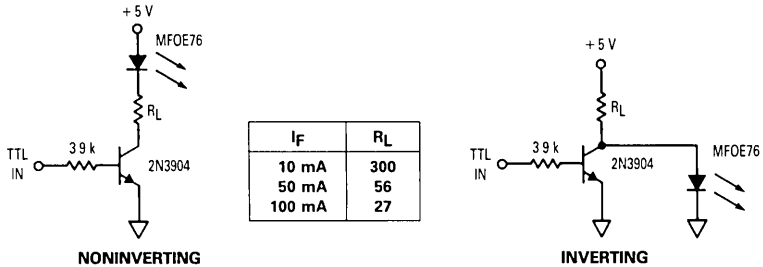 + 5 V
MFOE76
RL
TTL
IN
3 9 k
2N3904
NONINVERTING
IF RL
10 mA 300
50 mA 56
100 mA 27
+ 5 V
RL
TTL
IN
3 9 k
2N3904
MFOE76
INVERTING